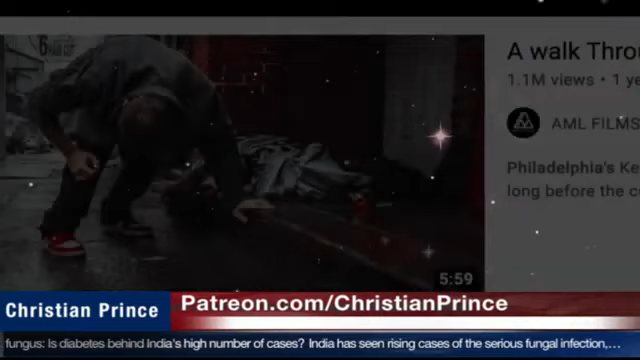 A walk Throu
1.1M views • 1 ye
AML FILMS
Philadelphia's Ke
long before the c
5:59
Christian Prince
Patreon.com/ChristianPrince
fungus: Is diabetes behind India's high number of cases? India has seen rising cases of the serious fungal infection,...